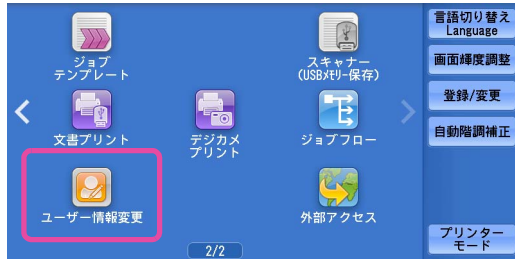 ジョブ
テンプレート
スキャナー
(USBﾒﾓﾘｰ保存)
文書プリント
デジカメ
プリント
ジョブフロー
ユーザー情報変更
外部アクセス
2/2
言語切り替え
Language
画面輝度調整
登録/変更
自動階調補正
プリンター
モード